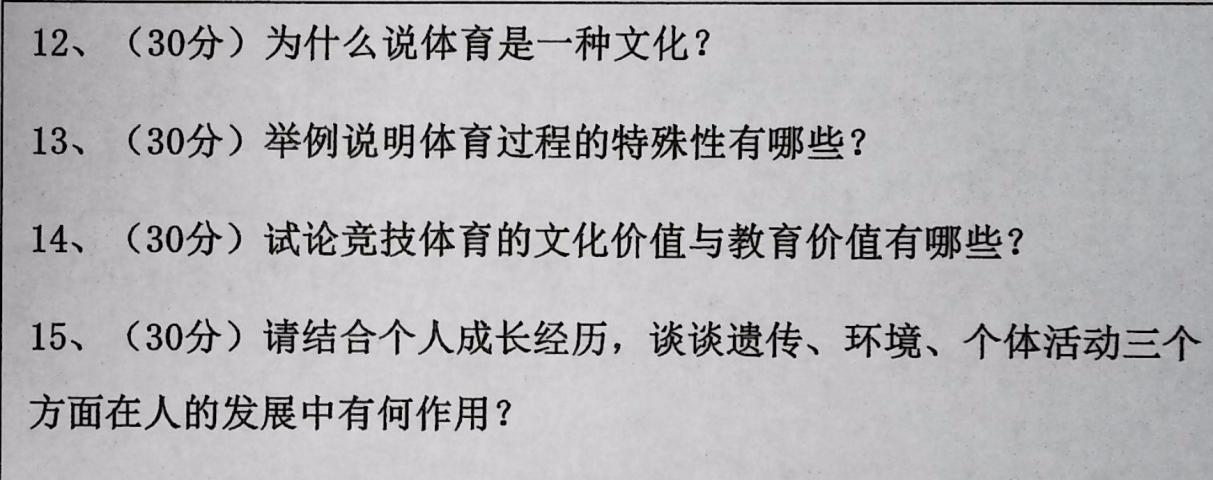 12、（30分）为什么说体育是一种文化？
13、（30分）举例说明体育过程的特殊性有哪些？
14、（30分）试论竞技体育的文化价值与教育价值有哪些？
15、（30分）请结合个人成长经历，谈谈遗传、环境、个体活动三个
方面在人的发展中有何作用？